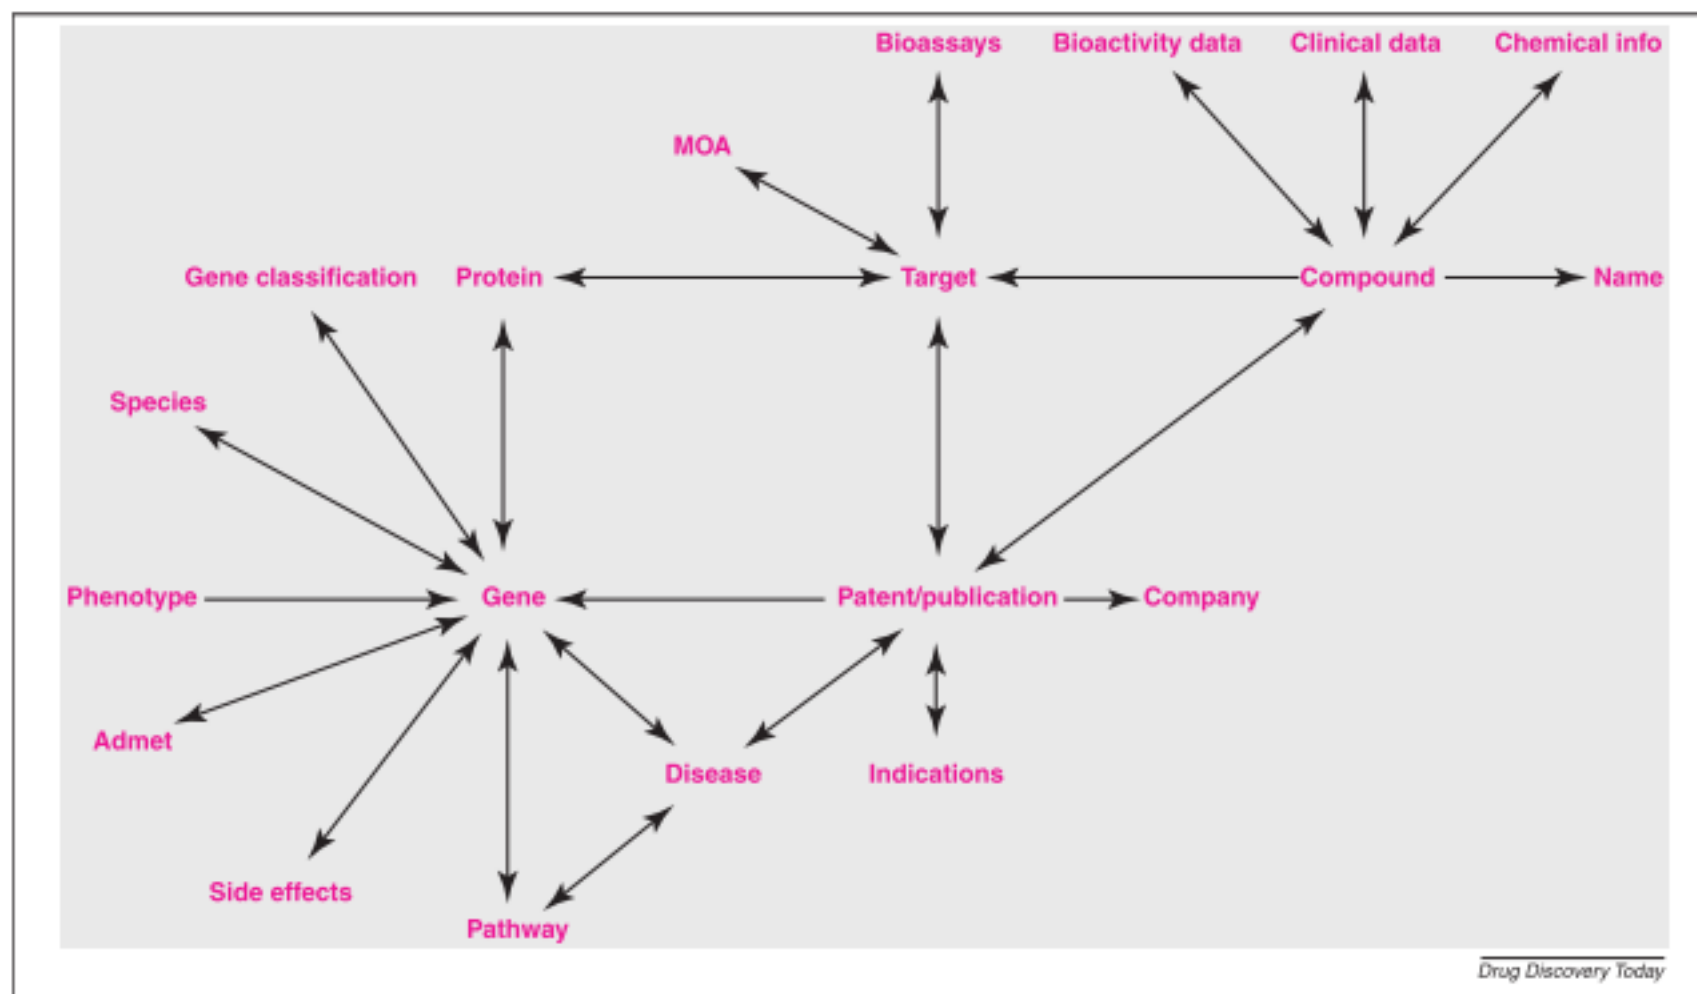 Bioassays Bioactivity data Clinical data Chemical info
MOA
Gene classification Protein Target Compound Name
Species
Phenotype Gene Patent/publication Company
Admet
Disease Indications
Side effects
Pathway
Drug Discovery Today